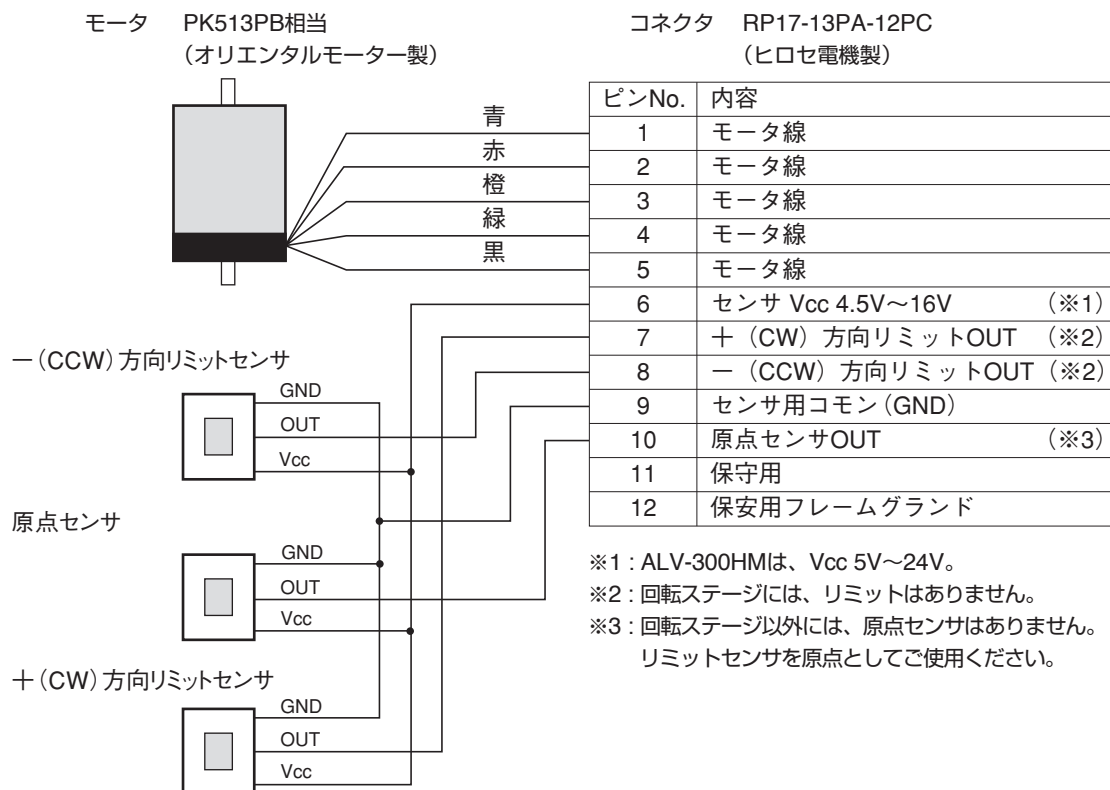 モータ　PK513PB相当
（オリエンタルモーター製）
コネクタ　RP17-13PA-12PC
（ヒロセ電機製）
青
赤
橙
緑
黒
ピンNo. 内容
1 モータ線
2 モータ線
3 モータ線
4 モータ線
5 モータ線
6 センサ Vcc 4.5V～16V （※1）
7 ＋（CW）方向リミットOUT （※2）
8 －（CCW）方向リミットOUT（※2）
9 センサ用コモン（GND）
10 原点センサOUT （※3）
11 保守用
12 保安用フレームグランド
－（CCW）方向リミットセンサ
GND
OUT
Vcc
原点センサ
GND
OUT
Vcc
＋（CW）方向リミットセンサ
GND
OUT
Vcc
※1：ALV-300HMは、Vcc 5V～24V。
※2：回転ステージには、リミットはありません。
※3：回転ステージ以外には、原点センサはありません。
リミットセンサを原点としてご使用ください。